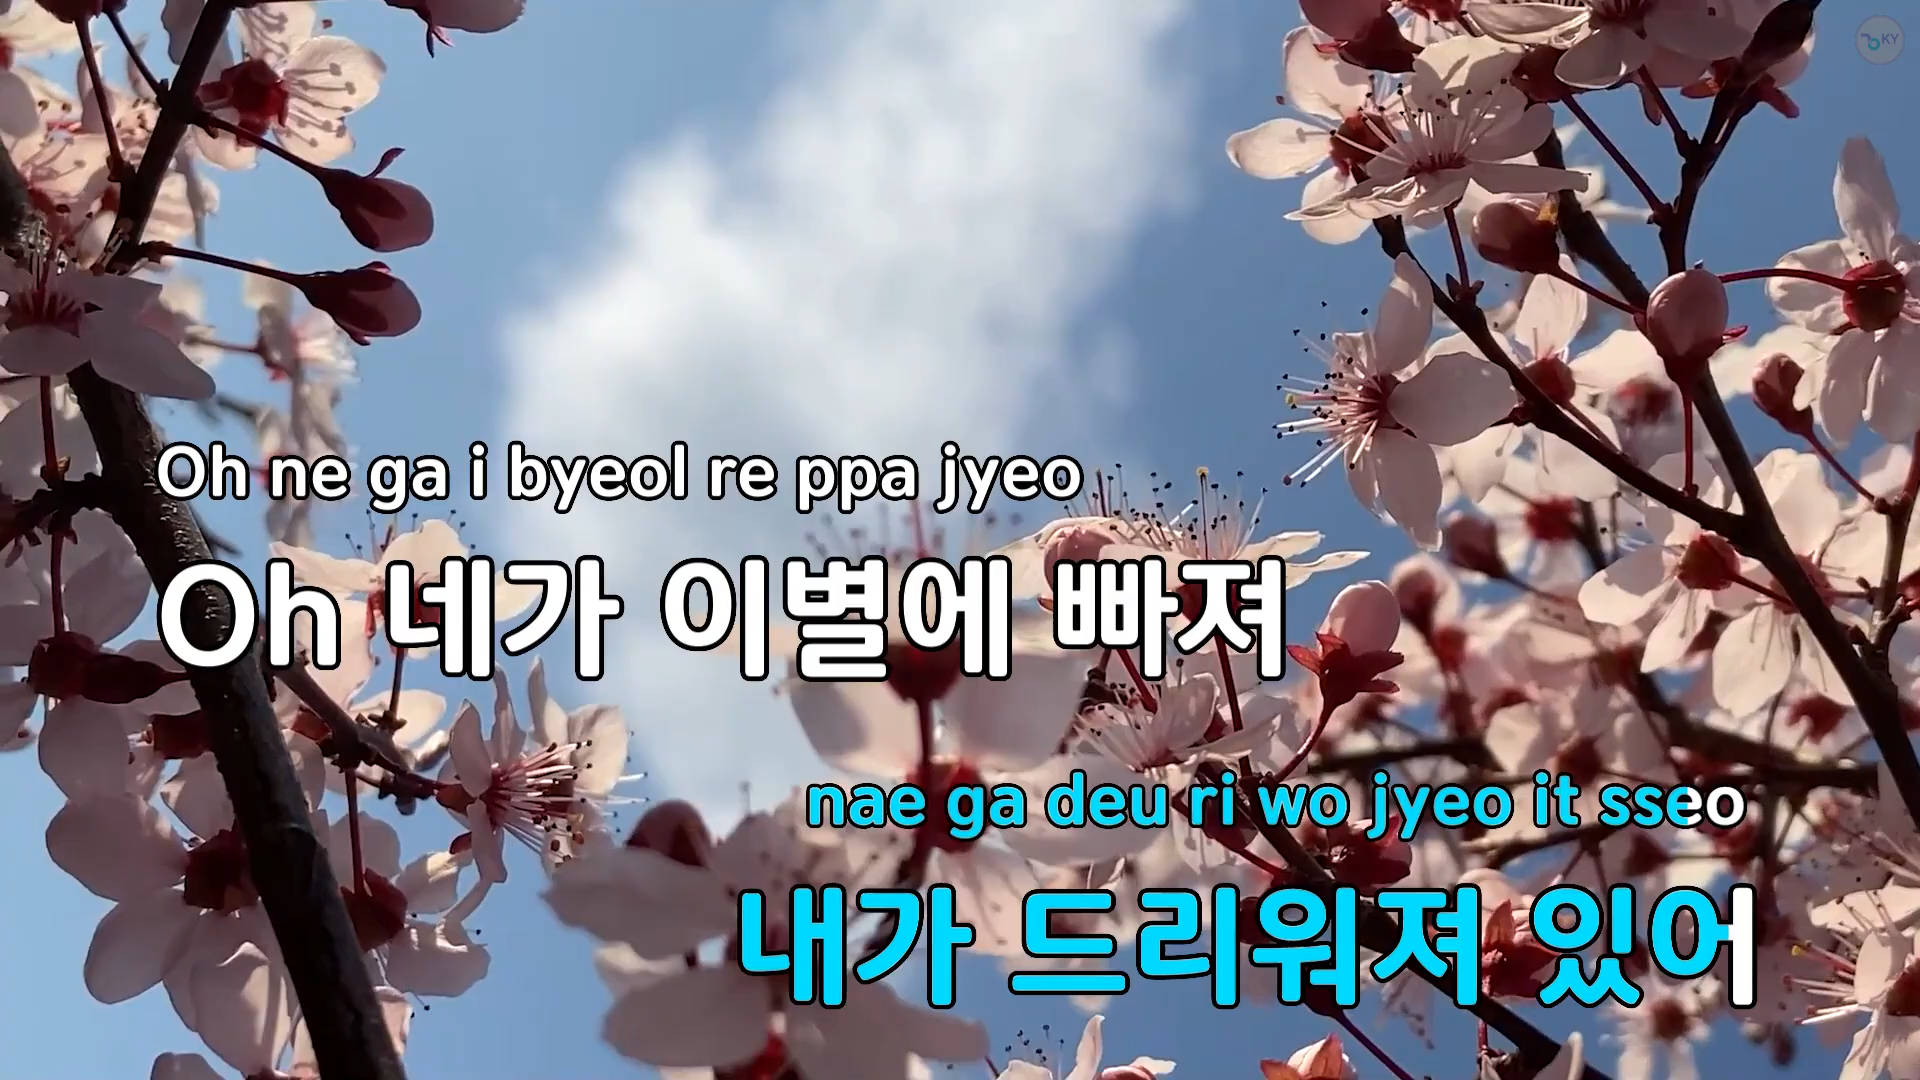 KY
Oh ne ga i byeol re ppa jyeo
Oh 네가 이별에 빠져
nae ga deu ri wo jyeo it sseo
내가 드리워져 있어